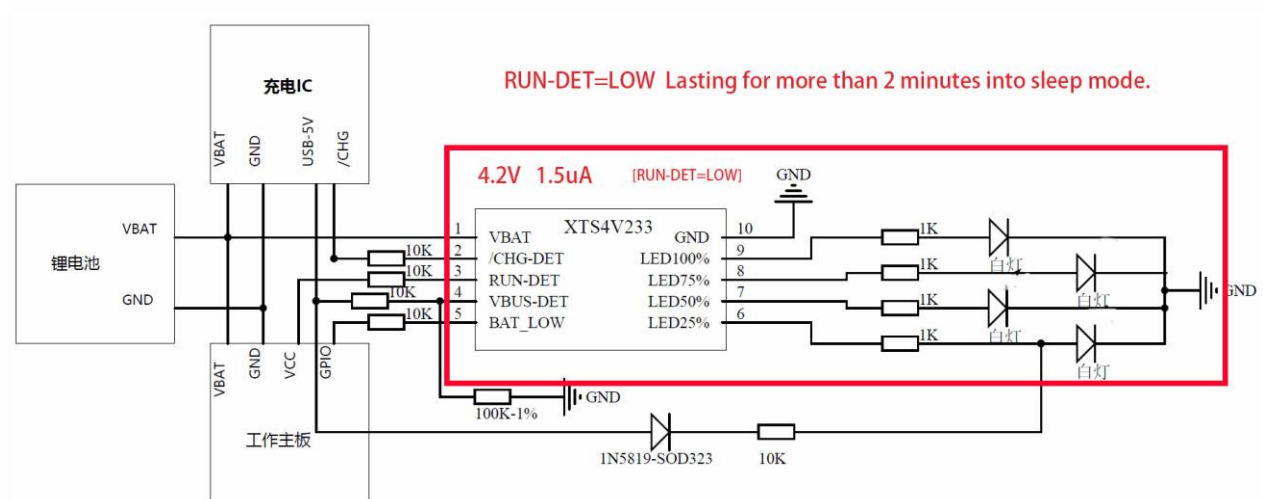 充电IC
RUN-DET=LOW Lasting for more than 2 minutes into sleep mode.
VBAT
GND
USB-5V
/CHG
4.2V 1.5uA [RUN-DET=LOW]
GND
锂电池
VBAT
GND
XTS4V233
1 VBAT
2 /CHG-DET
3 RUN-DET
4 VBUS-DET
5 BAT_LOW
GND 10
LED100% 9
LED75% 8
LED50% 7
LED25% 6
10K
10K
10K
10K
1K
白灯
1K
白灯
1K
白灯
1K
白灯
GND
VBAT
GND
VCC
GPIO
工作主板
100K-1%
GND
1N5819-SOD323
10K